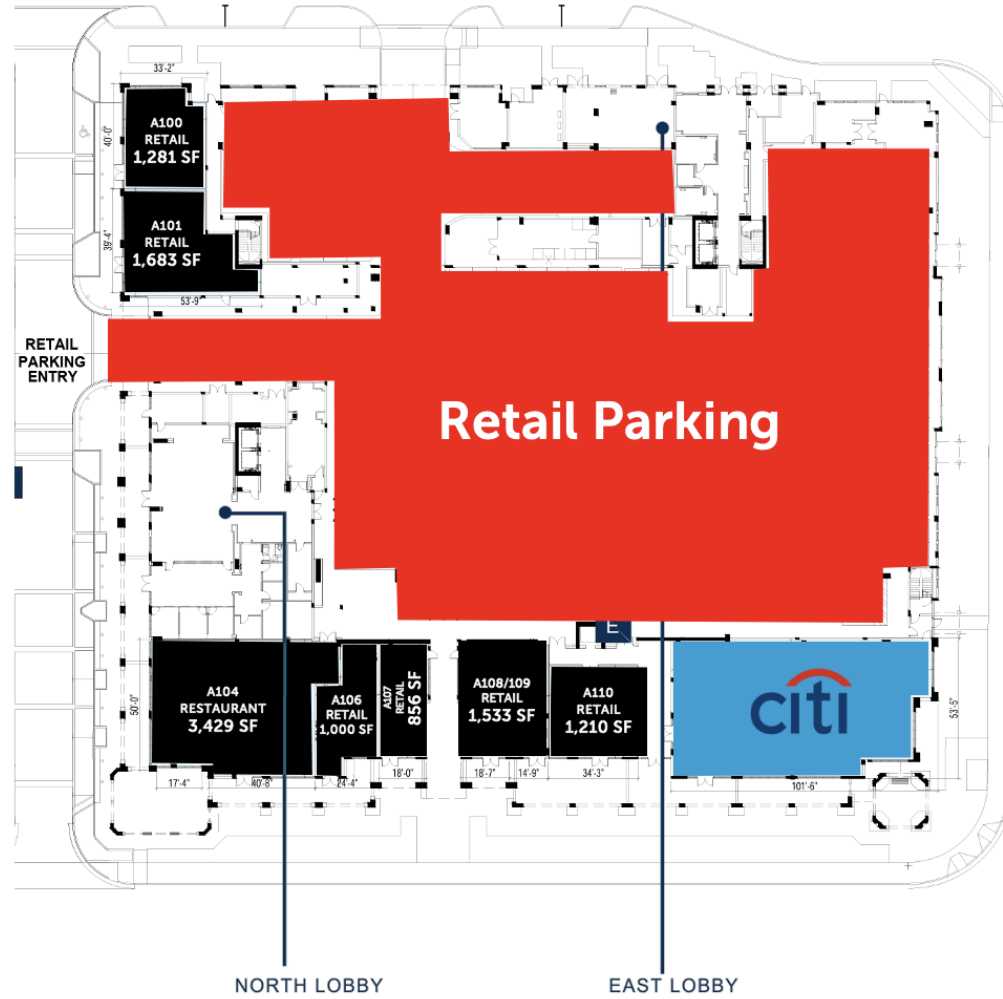 33'-2"
A100
RETAIL
1,281 SF
40'-0"
A101
RETAIL
1,683 SF
39'-4"
53'-9"
RETAIL
PARKING
ENTRY
Retail Parking
E
A104
RESTAURANT
3,429 SF
A106
RETAIL
1,000 SF
A107
RETAIL
856 SF
A108/109
RETAIL
1,533 SF
A110
RETAIL
1,210 SF
citi
50'-0"
53'-5"
17'-4"
40'-8"
24'-4"
18'-0"
18'-7"
14'-9"
34'-3"
101'-6"
NORTH LOBBY
EAST LOBBY